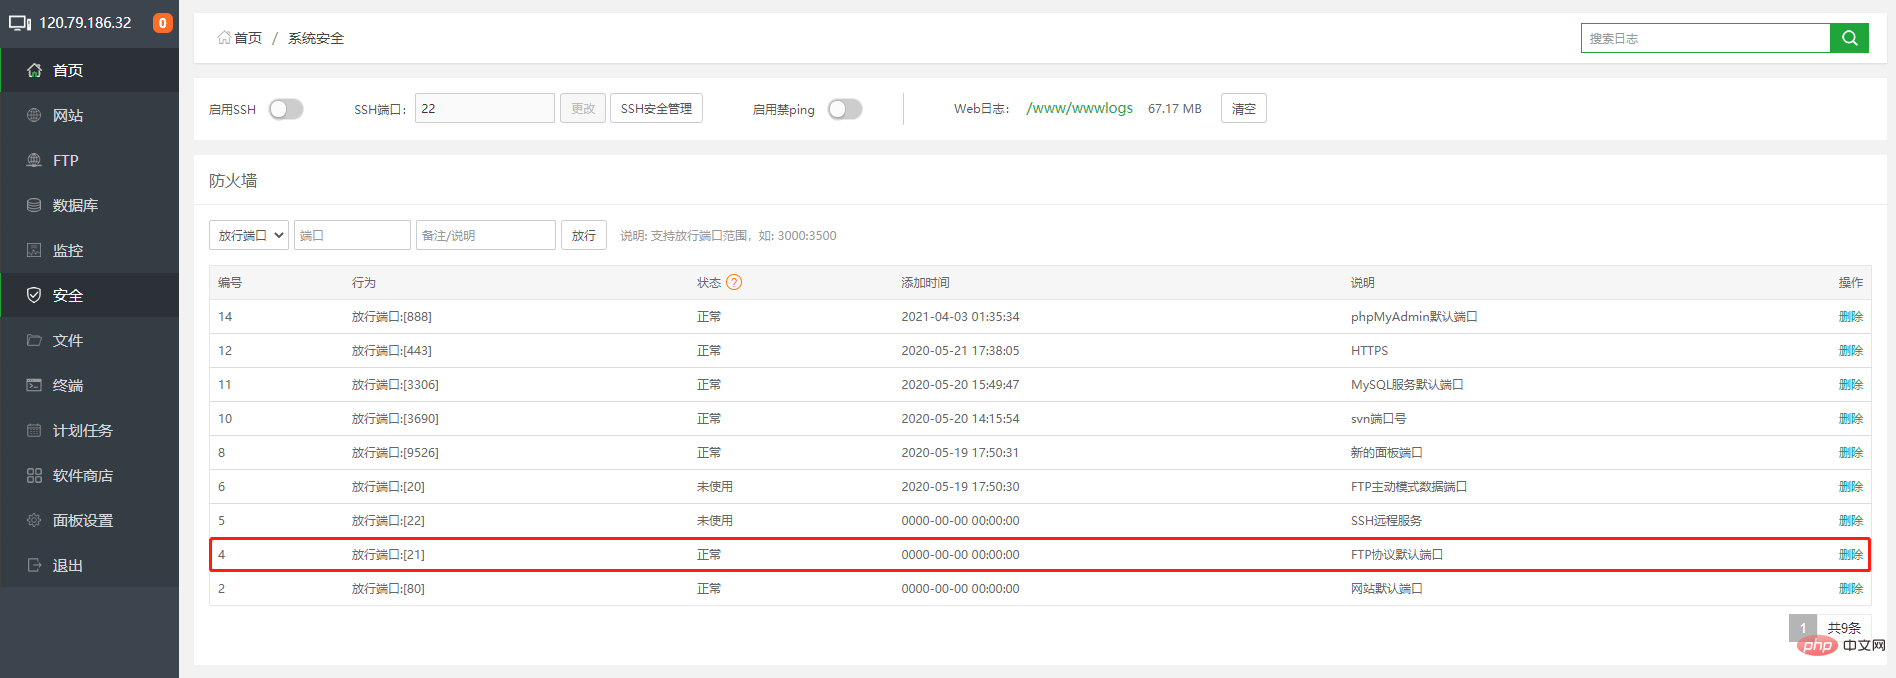 120.79.186.32 0
首页
网站
FTP
数据库
监控
安全
文件
终端
计划任务
软件商店
面板设置
退出
首页 / 系统安全
搜索日志
启用SSH SSH端口: 22 更改 SSH安全管理 启用禁ping Web日志: /www/wwwlogs 67.17 MB 清空
防火墙
放行端口 端口 备注/说明 放行 说明: 支持放行端口范围，如: 3000:3500
编号 行为 状态 ? 添加时间 说明 操作
14 放行端口:[888] 正常 2021-04-03 01:35:34 phpMyAdmin默认端口 删除
12 放行端口:[443] 正常 2020-05-21 17:38:05 HTTPS 删除
11 放行端口:[3306] 正常 2020-05-20 15:49:47 MySQL服务默认端口 删除
10 放行端口:[3690] 正常 2020-05-20 14:15:54 svn端口号 删除
8 放行端口:[9526] 正常 2020-05-19 17:50:31 新的面板端口 删除
6 放行端口:[20] 未使用 2020-05-19 17:50:30 FTP主动模式数据端口 删除
5 放行端口:[22] 未使用 0000-00-00 00:00:00 SSH远程服务 删除
4 放行端口:[21] 正常 0000-00-00 00:00:00 FTP协议默认端口 删除
2 放行端口:[80] 正常 0000-00-00 00:00:00 网站默认端口 删除
1 共9条
php 中文网